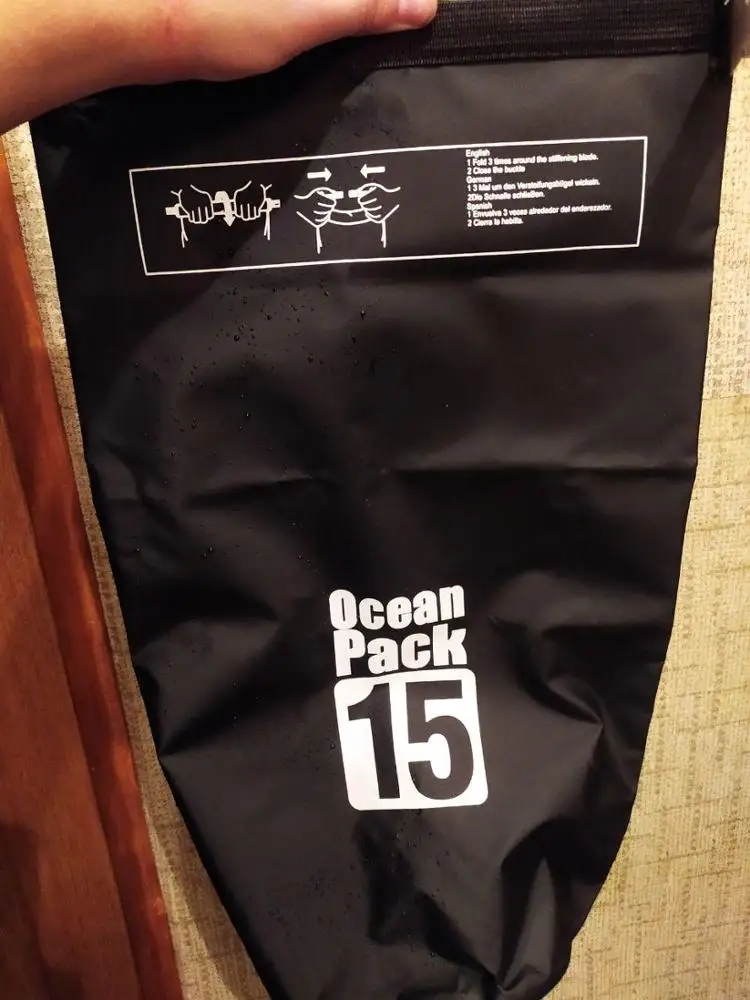 English
1 Fold 3 times around the stiffening blade.
2 Close the buckle
German
1 3 Mal um den Versteifungsbügel wickeln.
2Die Schnalle schließen.
Spanish
1 Envuelva 3 veces alrededor del enderezador.
2 Cierra la hebilla.
Ocean
Pack
15